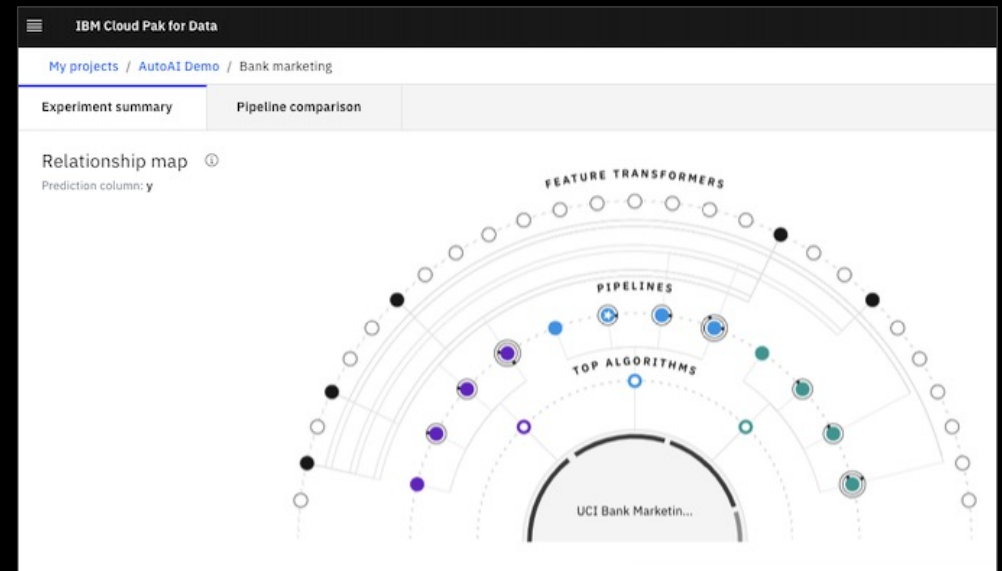 IBM Cloud Pak for Data
My projects / AutoAI Demo / Bank marketing
Experiment summary
Pipeline comparison
Relationship map
Prediction column: y
FEATURE TRANSFORMERS
PIPELINES
TOP ALGORITHMS
UCI Bank Marketin...